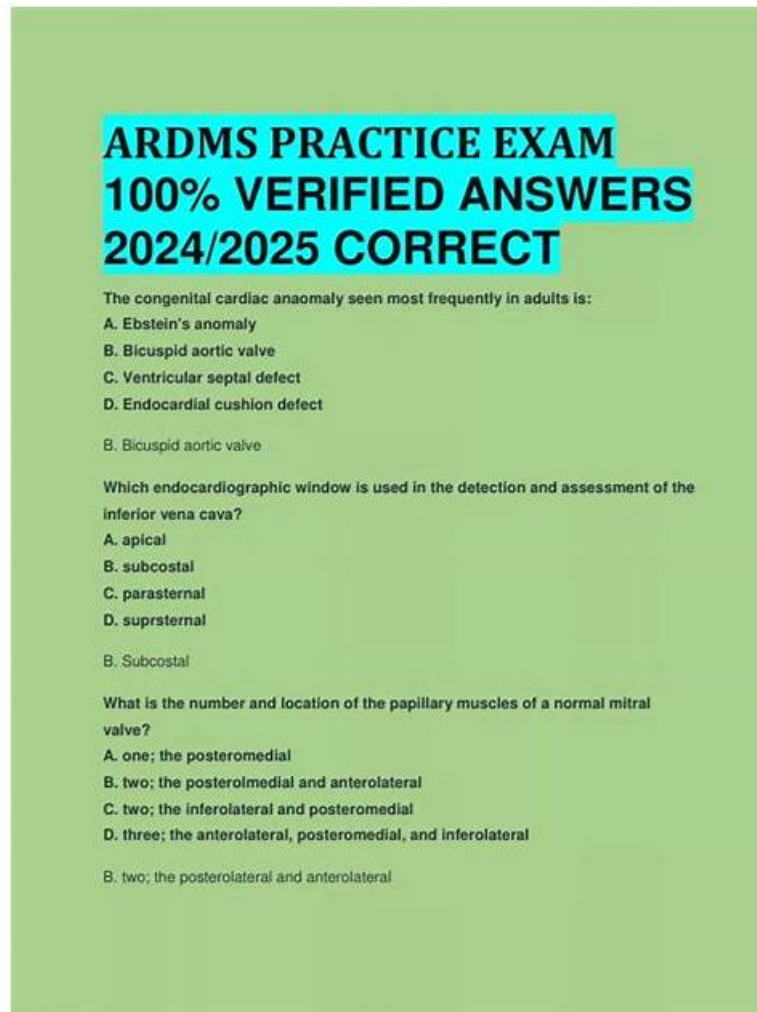 ARDMS PRACTICE EXAM
100% VERIFIED ANSWERS
2024/2025 CORRECT
The congenital cardiac anaomaly seen most frequently in adults is:
A. Ebstein's anomaly
B. Bicuspid aortic valve
C. Ventricular septal defect
D. Endocardial cushion defect
B. Bicuspid aortic valve
Which endocardiographic window is used in the detection and assessment of the
inferior vena cava?
A. apical
B. subcostal
C. parasternal
D. suprsternal
B. Subcostal
What is the number and location of the papillary muscles of a normal mitral
valve?
A. one; the posteromedial
B. two; the posterolmedial and anterolateral
C. two; the inferolateral and posteromedial
D. three; the anterolateral, posteromedial, and inferolateral
B. two; the posterolateral and anterolateral